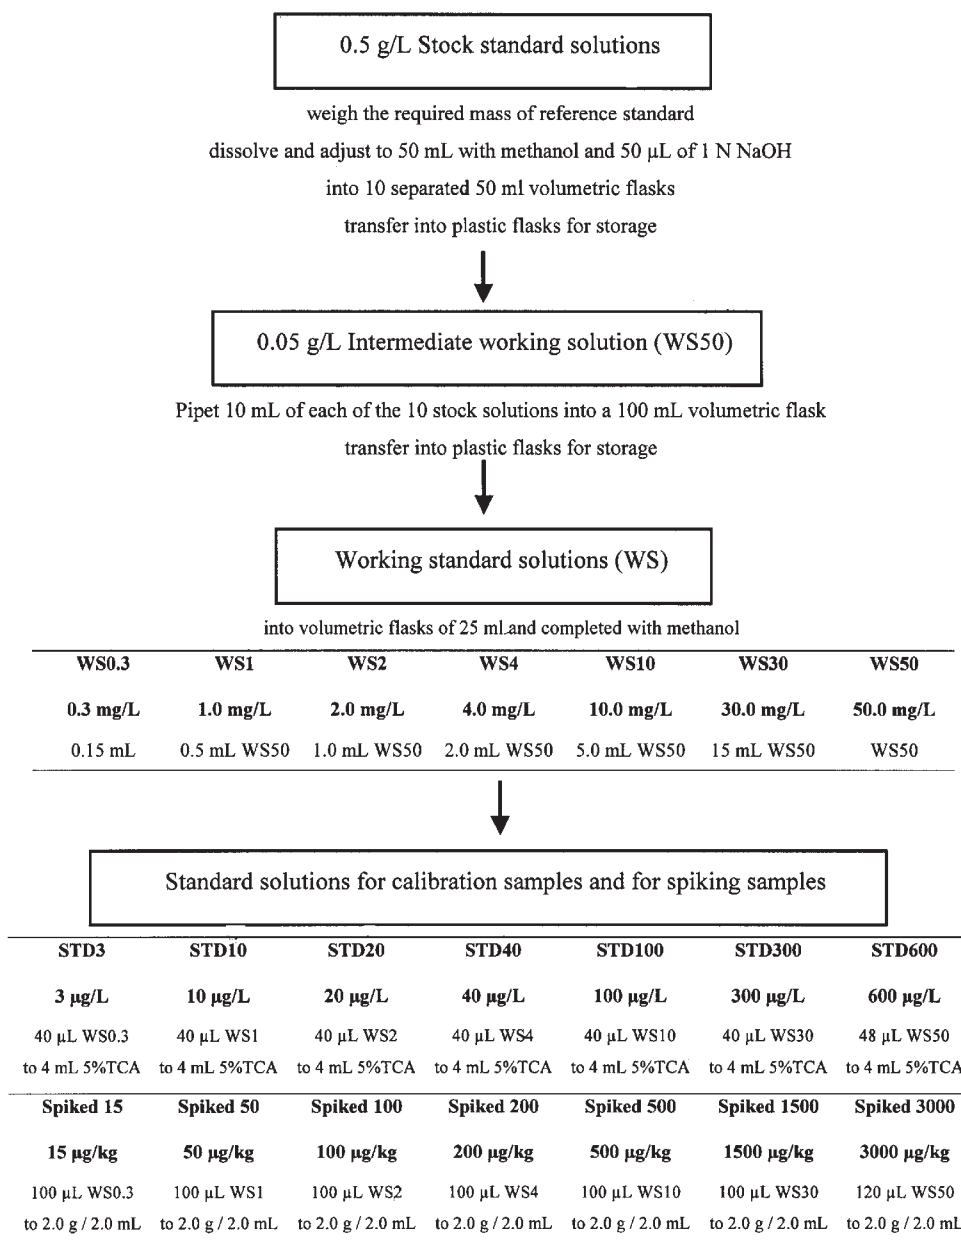 0.5 g/L Stock standard solutions
weigh the required mass of reference standard
dissolve and adjust to 50 mL with methanol and 50 µL of 1 N NaOH
into 10 separated 50 ml volumetric flasks
transfer into plastic flasks for storage
0.05 g/L Intermediate working solution (WS50)
Pipet 10 mL of each of the 10 stock solutions into a 100 mL volumetric flask
transfer into plastic flasks for storage
Working standard solutions (WS)
into volumetric flasks of 25 ml and completed with methanol
WS0.3 WS1 WS2 WS4 WS10 WS30 WS50
0.3 mg/L 1.0 mg/L 2.0 mg/L 4.0 mg/L 10.0 mg/L 30.0 mg/L 50.0 mg/L
0.15 mL 0.5 mL WS50 1.0 mL WS50 2.0 mL WS50 5.0 mL WS50 15 mL WS50 WS50
Standard solutions for calibration samples and for spiking samples
STD3 STD10 STD20 STD40 STD100 STD300 STD600
3 µg/L 10 µg/L 20 µg/L 40 µg/L 100 µg/L 300 µg/L 600 µg/L
40 µL WS0.3 40 µL WS1 40 µL WS2 40 µL WS4 40 µL WS10 40 µL WS30 48 µL WS50
to 4 mL 5%TCA to 4 mL 5%TCA to 4 mL 5%TCA to 4 mL 5%TCA to 4 mL 5%TCA to 4 mL 5%TCA to 4 mL 5%TCA
Spiked 15 Spiked 50 Spiked 100 Spiked 200 Spiked 500 Spiked 1500 Spiked 3000
15 µg/kg 50 µg/kg 100 µg/kg 200 µg/kg 500 µg/kg 1500 µg/kg 3000 µg/kg
100 µL WS0.3 100 µL WS1 100 µL WS2 100 µL WS4 100 µL WS10 100 µL WS30 120 µL WS50
to 2.0 g / 2.0 mL to 2.0 g / 2.0 mL to 2.0 g / 2.0 mL to 2.0 g / 2.0 mL to 2.0 g / 2.0 mL to 2.0 g / 2.0 mL to 2.0 g / 2.0 mL